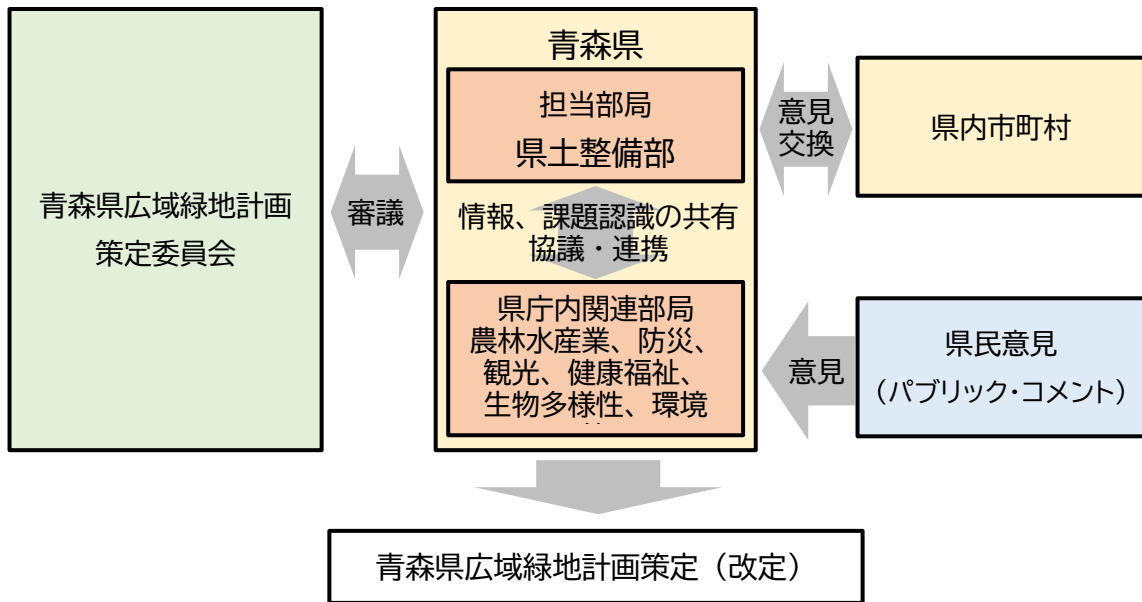 青森県広域緑地計画
策定委員会
審議
青森県
担当部局
県土整備部
情報、課題認識の共有
協議・連携
県庁内関連部局
農林水産業、防災、
観光、健康福祉、
生物多様性、環境
意見
交換
県内市町村
意見
県民意見
（パブリック・コメント）
青森県広域緑地計画策定（改定）